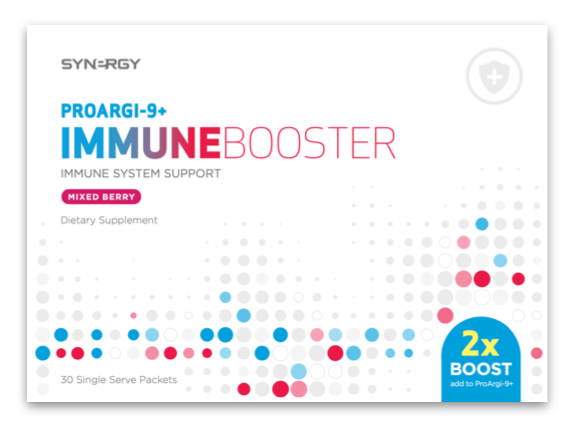 SYNERGY
PROARGI-9+
IMMUNEBOOSTER
IMMUNE SYSTEM SUPPORT
MIXED BERRY
Dietary Supplement
30 Single Serve Packets
2x
BOOST
add to ProArgi-9+